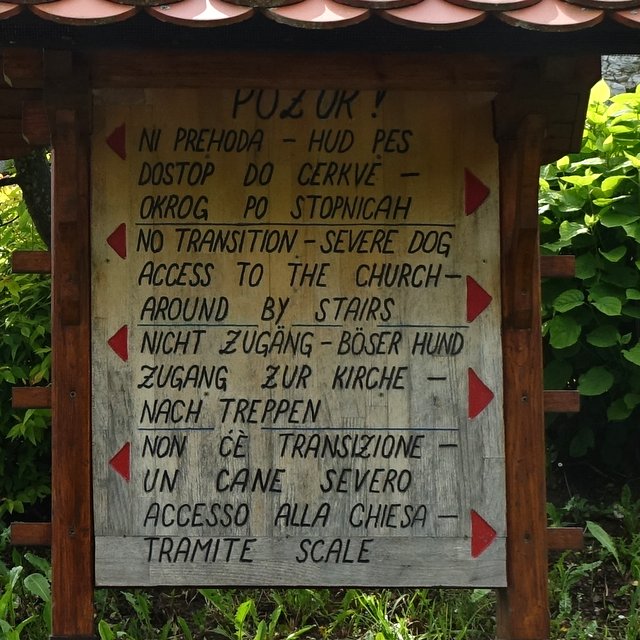 POZOR!
NI PREHODA - HUD PES
DOSTOP DO CERKVE -
OKROG PO STOPNICAH
NO TRANSITION - SEVERE DOG
ACCESS TO THE CHURCH -
AROUND BY STAIRS
NICHT ZUGÄNG - BÖSER HUND
ZUGANG ZUR KIRCHE -
NACH TREPPEN
NON CÈ TRANSIZIONE -
UN CANE SEVERO
ACCESSO ALLA CHIESA -
TRAMITE SCALE